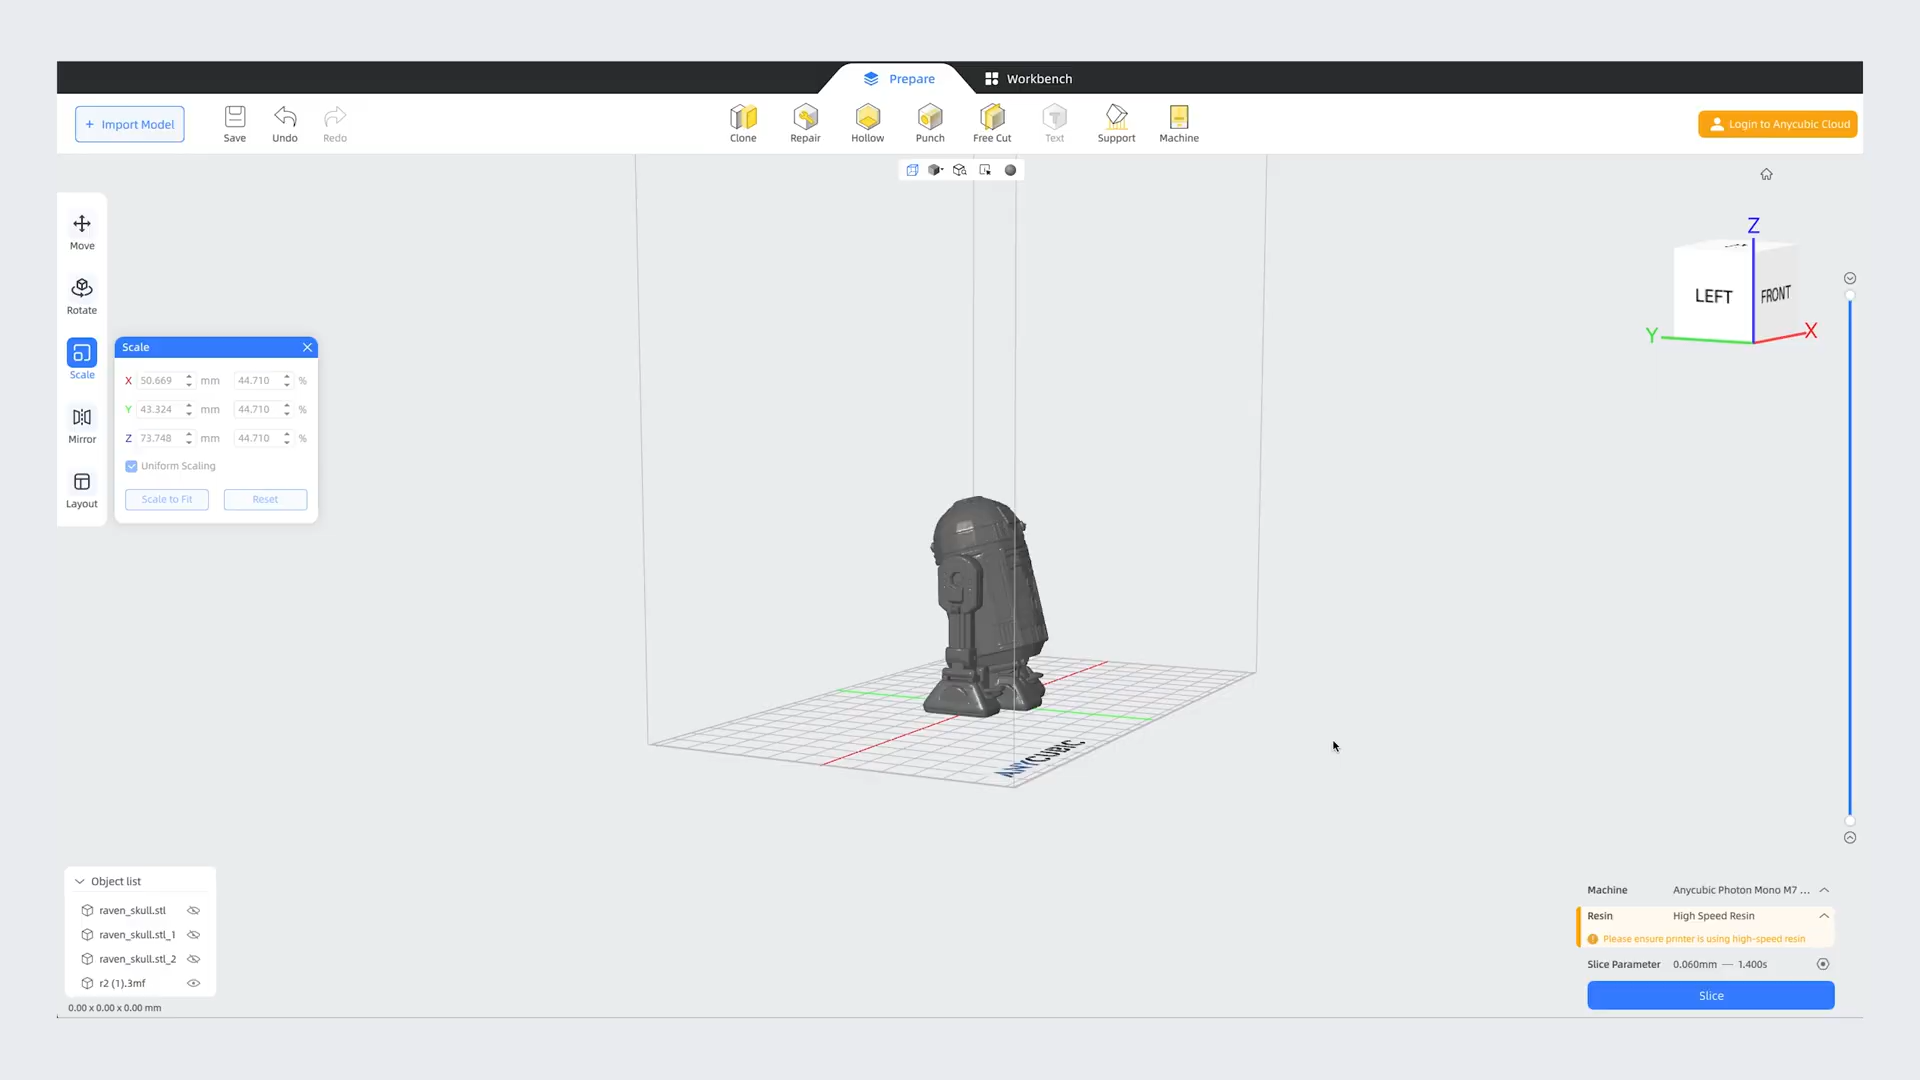 Prepare
Workbench
+ Import Model
Save
Undo
Redo
Clone
Repair
Hollow
Punch
Free Cut
Text
Support
Machine
Login to Anycubic Cloud
Move
Rotate
Scale
Mirror
Layout
Scale
X 50.669 mm 44.710 %
Y 43.324 mm 44.710 %
Z 73.748 mm 44.710 %
Uniform Scaling
Scale to Fit
Reset
Z
LEFT
FRONT
Y
X
ANYCUBIC
Object list
raven_skull.stl
raven_skull.stl_1
raven_skull.stl_2
r2 (1).3mf
0.00 x 0.00 x 0.00 mm
Machine Anycubic Photon Mono M7 ...
Resin High Speed Resin
Please ensure printer is using high-speed resin
Slice Parameter 0.060mm — 1.400s
Slice